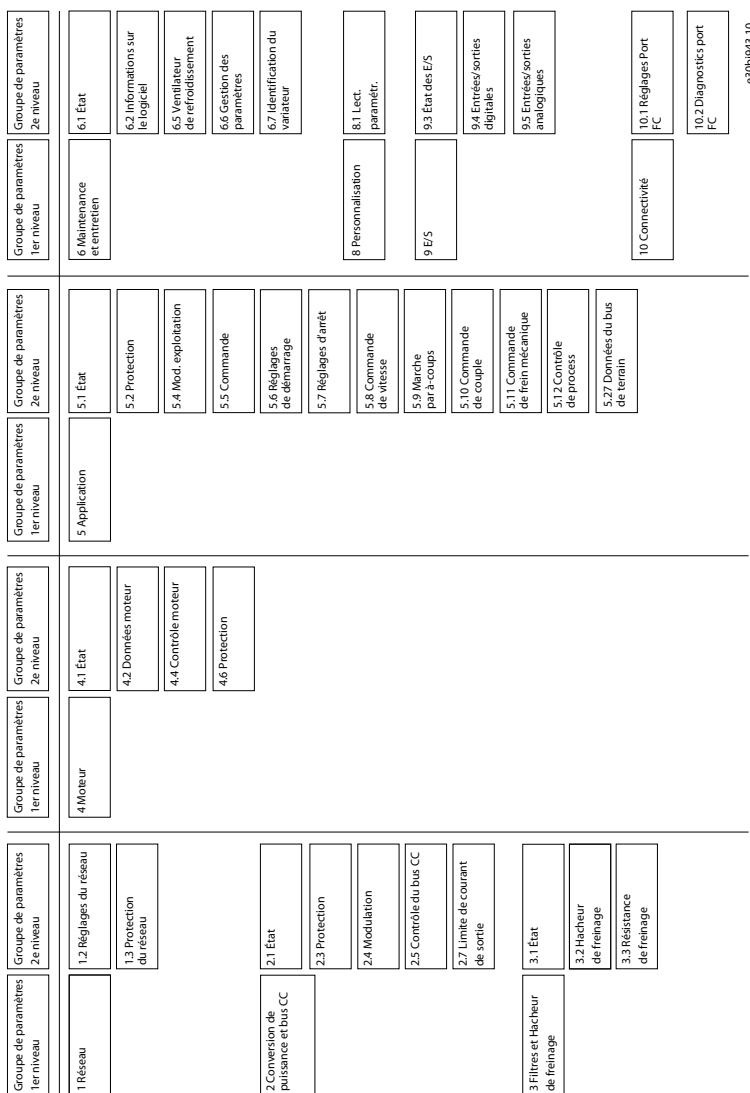 Groupe de paramètres
1er niveau
Groupe de paramètres
2e niveau
1 Réseau
1.2 Réglages du réseau
1.3 Protection
du réseau
2 Conversion de
puissance et bus CC
2.1 État
2.3 Protection
2.4 Modulation
2.5 Contrôle du bus CC
2.7 Limite de courant
de sortie
3 Filtres et Hacheur
de freinage
3.1 État
3.2 Hacheur
de freinage
3.3 Résistance
de freinage
Groupe de paramètres
1er niveau
Groupe de paramètres
2e niveau
4 Moteur
4.1 État
4.2 Données moteur
4.4 Contrôle moteur
4.6 Protection
Groupe de paramètres
1er niveau
Groupe de paramètres
2e niveau
5 Application
5.1 État
5.2 Protection
5.4 Mod. exploitation
5.5 Commande
5.6 Réglages
de démarrage
5.7 Réglages d'arrêt
5.8 Commande
de vitesse
5.9 Marche
par à-coups
5.10 Commande
de couple
5.11 Commande
de frein mécanique
5.12 Contrôle
de process
5.27 Données du bus
de terrain
Groupe de paramètres
1er niveau
Groupe de paramètres
2e niveau
6 Maintenance
et entretien
6.1 État
6.2 Informations sur
le logiciel
6.5 Ventilateur
de refroidissement
6.6 Gestion des
paramètres
6.7 Identification du
variateur
8 Personnalisation
8.1 Lect.
paramétr.
9 E/S
9.3 État des E/S
9.4 Entrées/sorties
digitales
9.5 Entrées/sorties
analogiques
10 Connectivité
10.1 Réglages Port
FC
10.2 Diagnostics port
FC